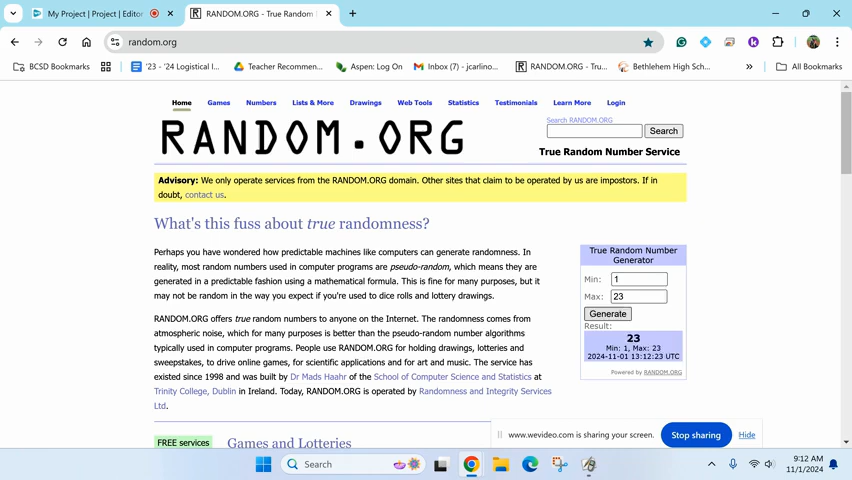 My Project | Project | Editor
RANDOM.ORG - True Random
random.org
BCSD Bookmarks
'23 - '24 Logistical I...
Teacher Recommen...
Aspen: Log On
Inbox (7) - jcarlino...
RANDOM.ORG - Tru...
Bethlehem High Sch...
»
All Bookmarks
Home Games Numbers Lists & More Drawings Web Tools Statistics Testimonials Learn More Login
RANDOM.ORG
Search RANDOM.ORG
Search
True Random Number Service
Advisory: We only operate services from the RANDOM.ORG domain. Other sites that claim to be operated by us are impostors. If in
doubt, contact us.
What's this fuss about true randomness?
Perhaps you have wondered how predictable machines like computers can generate randomness. In
reality, most random numbers used in computer programs are pseudo-random, which means they are
generated in a predictable fashion using a mathematical formula. This is fine for many purposes, but it
may not be random in the way you expect if you're used to dice rolls and lottery drawings.
RANDOM.ORG offers true random numbers to anyone on the Internet. The randomness comes from
atmospheric noise, which for many purposes is better than the pseudo-random number algorithms
typically used in computer programs. People use RANDOM.ORG for holding drawings, lotteries and
sweepstakes, to drive online games, for scientific applications and for art and music. The service has
existed since 1998 and was built by Dr Mads Haahr of the School of Computer Science and Statistics at
Trinity College, Dublin in Ireland. Today, RANDOM.ORG is operated by Randomness and Integrity Services
Ltd.
True Random Number
Generator
Min: 1
Max: 23
Generate
Result:
23
Min: 1, Max: 23
2024-11-01 13:12:23 UTC
Powered by RANDOM.ORG
FREE services
Games and Lotteries
www.wevideo.com is sharing your screen.
Stop sharing
Hide
Search
9:12 AM
11/1/2024